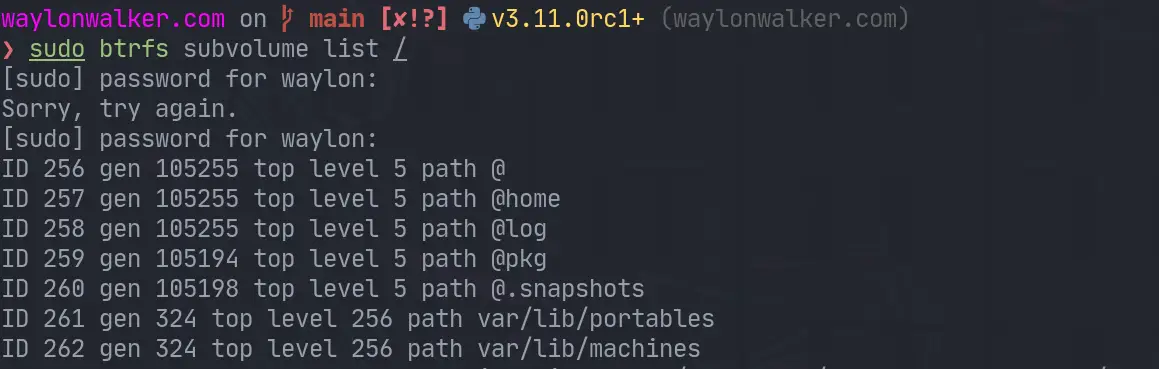 waylonwalker.com on main [✘!?] v3.11.0rc1+ (waylonwalker.com)
❯ sudo btrfs subvolume list /
[sudo] password for waylon:
Sorry, try again.
[sudo] password for waylon:
ID 256 gen 105255 top level 5 path @
ID 257 gen 105255 top level 5 path @home
ID 258 gen 105255 top level 5 path @log
ID 259 gen 105194 top level 5 path @pkg
ID 260 gen 105198 top level 5 path @.snapshots
ID 261 gen 324 top level 256 path var/lib/portables
ID 262 gen 324 top level 256 path var/lib/machines